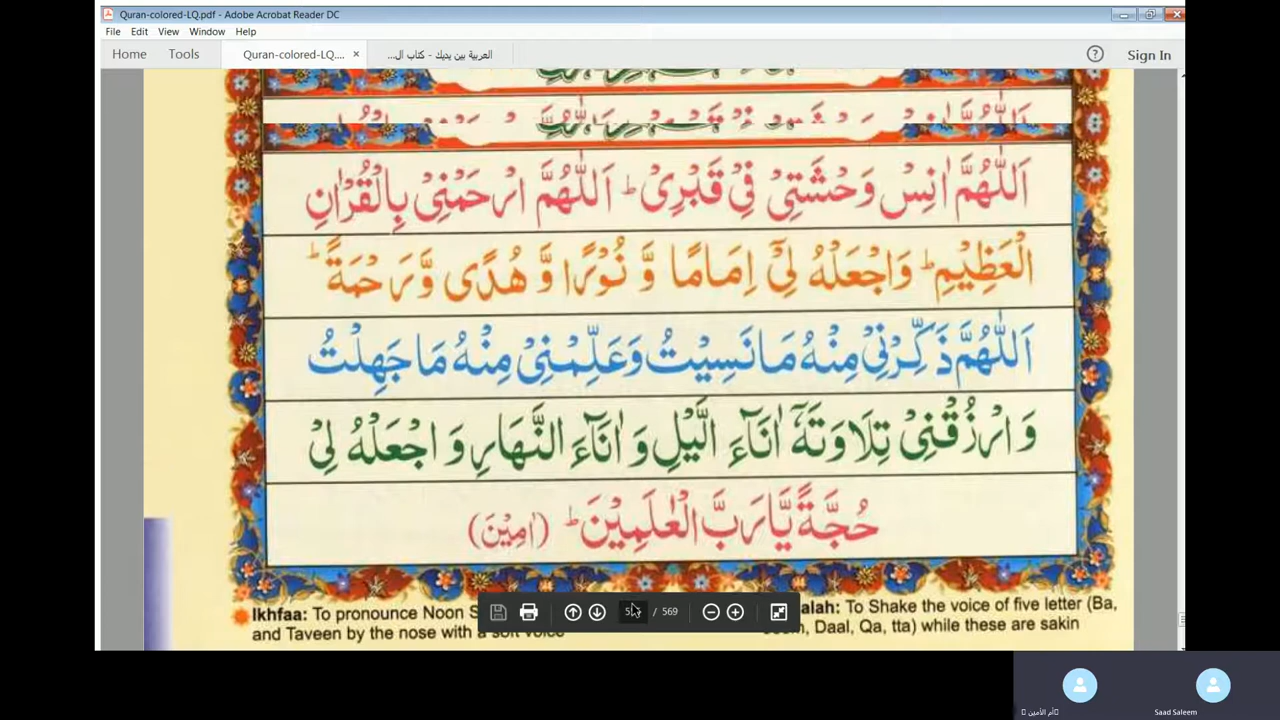 Quran-colored-LQ.pdf - Adobe Acrobat Reader DC
File Edit View Window Help
Home Tools Quran-colored-LQ.... × العربية بين يديك - كتاب ال... Sign In
اَللّٰهُمَّ اٰنِسْ وَحْشَتِیْ فِیْ قَبْرِیْ ؕ اَللّٰهُمَّ ارْحَمْنِیْ بِالْقُرْاٰنِ
الْعَظِیْمِ ؕ وَاجْعَلْهُ لِیْۤ اِمَامًا وَّ نُوْرًا وَّ هُدًی وَّ رَحْمَةً ؕ
اَللّٰهُمَّ ذَكِّرْنِیْ مِنْهُ مَا نَسِیْتُ وَعَلِّمْنِیْ مِنْهُ مَا جَهِلْتُ
وَ ارْزُقْنِیْ تِلَاوَتَهٗۤ اٰنَآءَ الَّیْلِ وَ اٰنَآءَ النَّهَارِ وَ اجْعَلْهُ لِیْ
حُجَّةً یَّا رَبَّ الْعٰلَمِیْنَ ؕ (اٰمِیْنَ)
/ 569
Ikhfaa: To pronounce Noon S
and Taveen by the nose with a soft voice
alah: To Shake the voice of five letter (Ba,
, Daal, Qa, tta) while these are sakin
أم الأمين
Saad Saleem